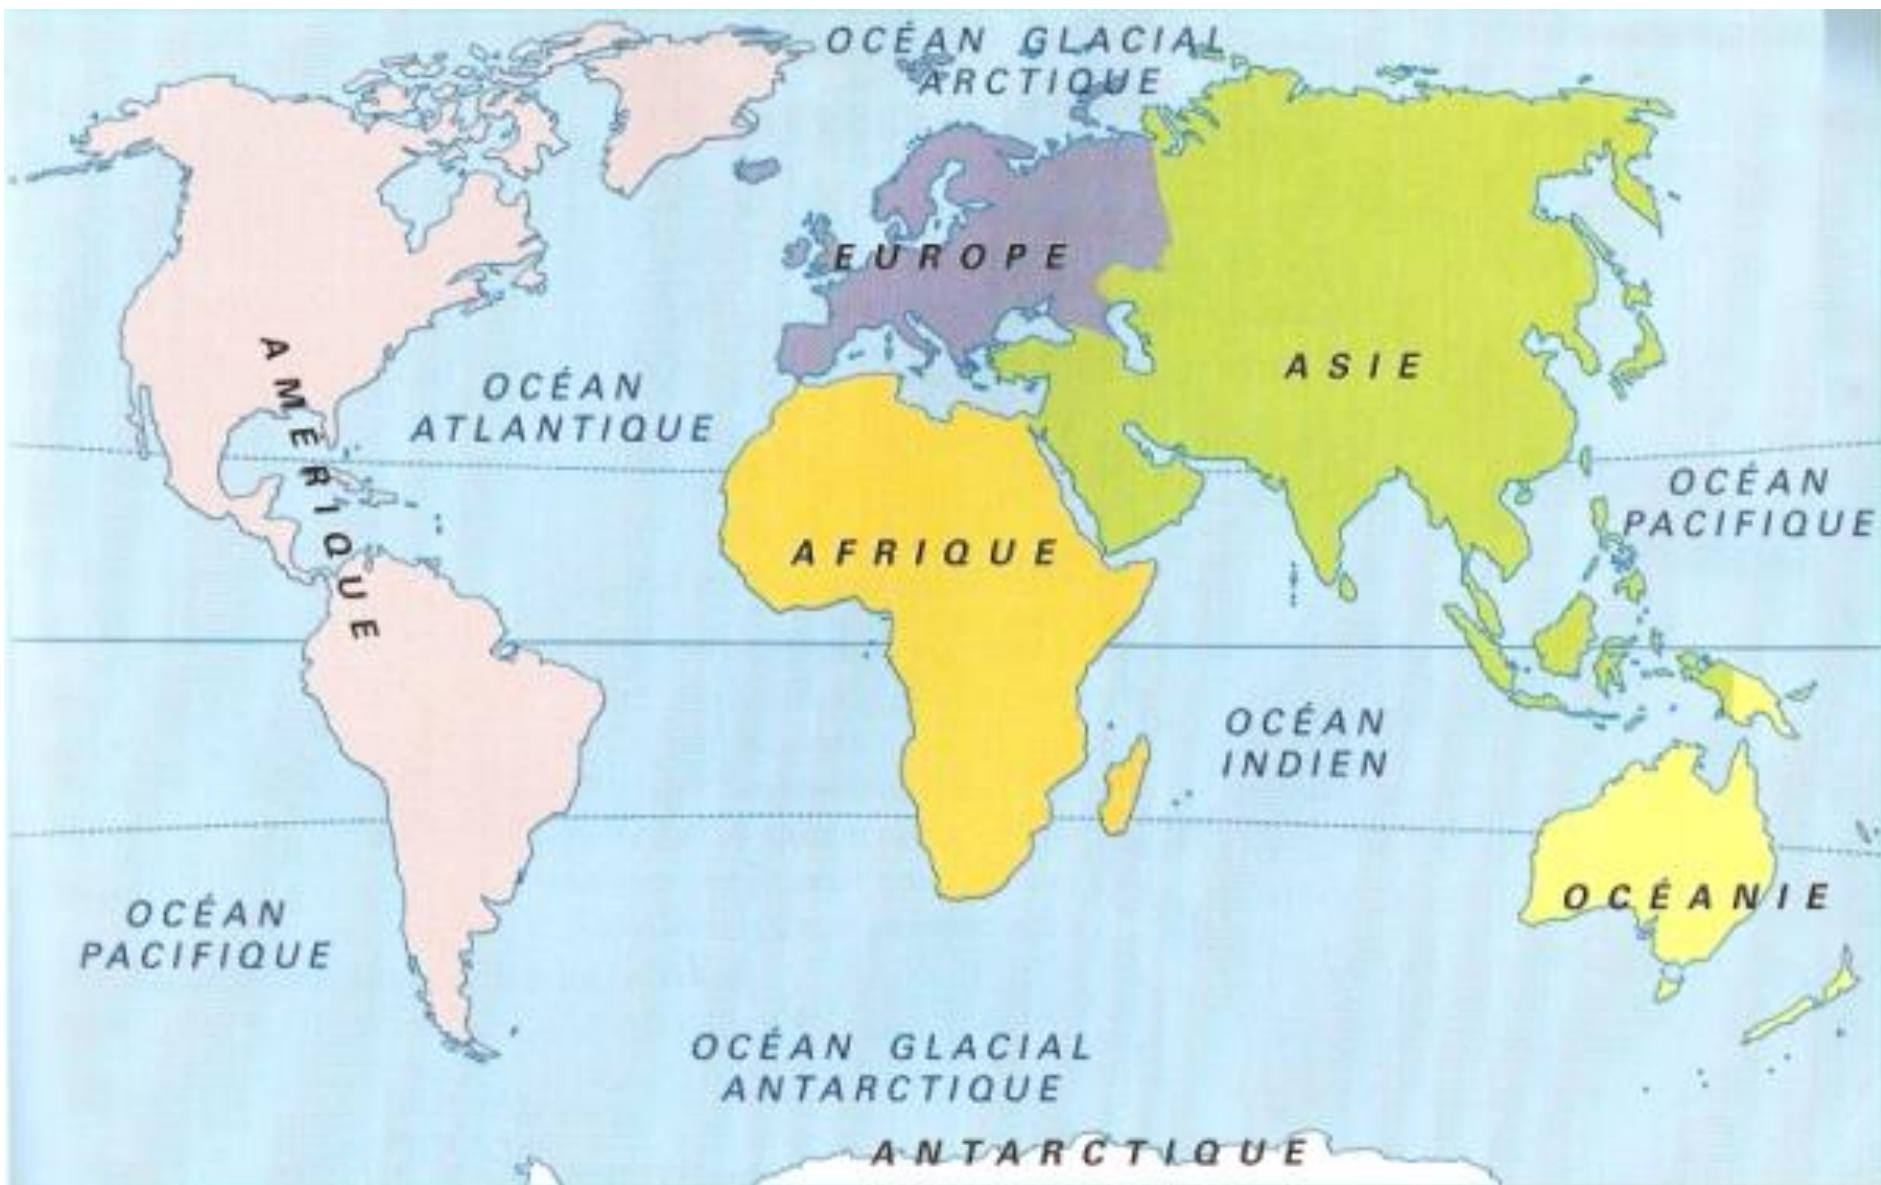 OCÉAN GLACIAL
ARCTIQUE
EUROPE
AMÉRIQUE
ASIE
OCÉAN
ATLANTIQUE
OCÉAN
PACIFIQUE
AFRIQUE
OCÉAN
INDIEN
OCÉANIE
OCÉAN
PACIFIQUE
OCÉAN GLACIAL
ANTARCTIQUE
ANTARCTIQUE